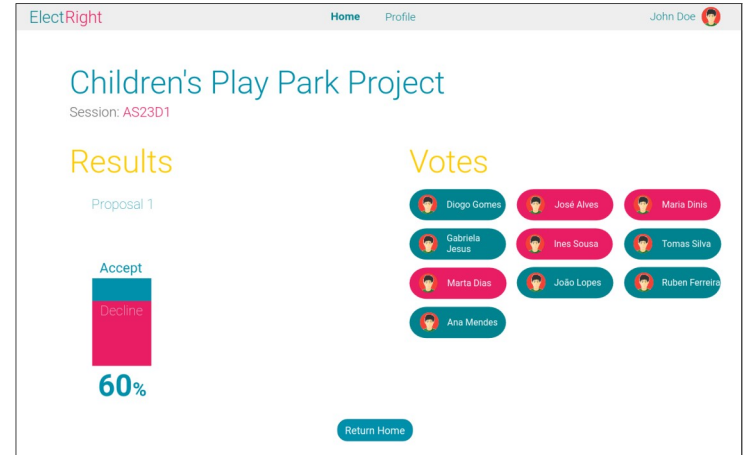 ElectRight
Home Profile
John Doe
Children's Play Park Project
Session: AS23D1
Results
Proposal 1
Accept
Decline
60%
Votes
Diogo Gomes
José Alves
Maria Dinis
Gabriela
Jesus
Ines Sousa
Tomas Silva
Marta Dias
João Lopes
Ruben Ferreira
Ana Mendes
Return Home